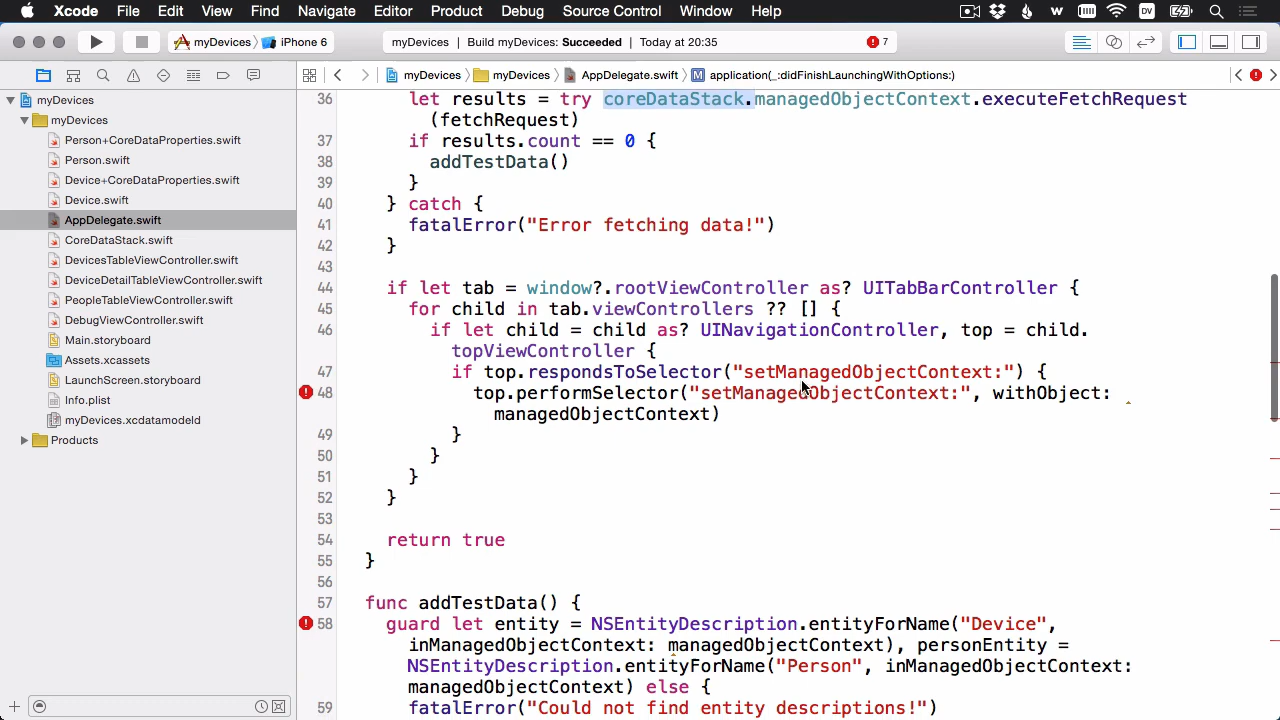 Xcode File Edit View Find Navigate Editor Product Debug Source Control Window Help W DV
myDevices iPhone 6 myDevices | Build myDevices: Succeeded | Today at 20:35 7
myDevices myDevices AppDelegate.swift M application(_:didFinishLaunchingWithOptions:)
myDevices
myDevices
Person+CoreDataProperties.swift
Person.swift
Device+CoreDataProperties.swift
Device.swift
AppDelegate.swift
CoreDataStack.swift
DevicesTableViewController.swift
DeviceDetailTableViewController.swift
PeopleTableViewController.swift
DebugViewController.swift
Main.storyboard
Assets.xcassets
LaunchScreen.storyboard
Info.plist
myDevices.xcdatamodeld
Products
36 let results = try coreDataStack.managedObjectContext.executeFetchRequest
(fetchRequest)
37 if results.count == 0 {
38 addTestData()
39 }
40 } catch {
41 fatalError("Error fetching data!")
42 }
43
44 if let tab = window?.rootViewController as? UITabBarController {
45 for child in tab.viewControllers ?? [] {
46 if let child = child as? UINavigationController, top = child.
topViewController {
47 if top.respondsToSelector("setManagedObjectContext:") {
48 top.performSelector("setManagedObjectContext:", withObject:
managedObjectContext)
49 }
50 }
51 }
52 }
53
54 return true
55 }
56
57 func addTestData() {
58 guard let entity = NSEntityDescription.entityForName("Device",
inManagedObjectContext: managedObjectContext), personEntity =
NSEntityDescription.entityForName("Person", inManagedObjectContext:
managedObjectContext) else {
59 fatalError("Could not find entity descriptions!")